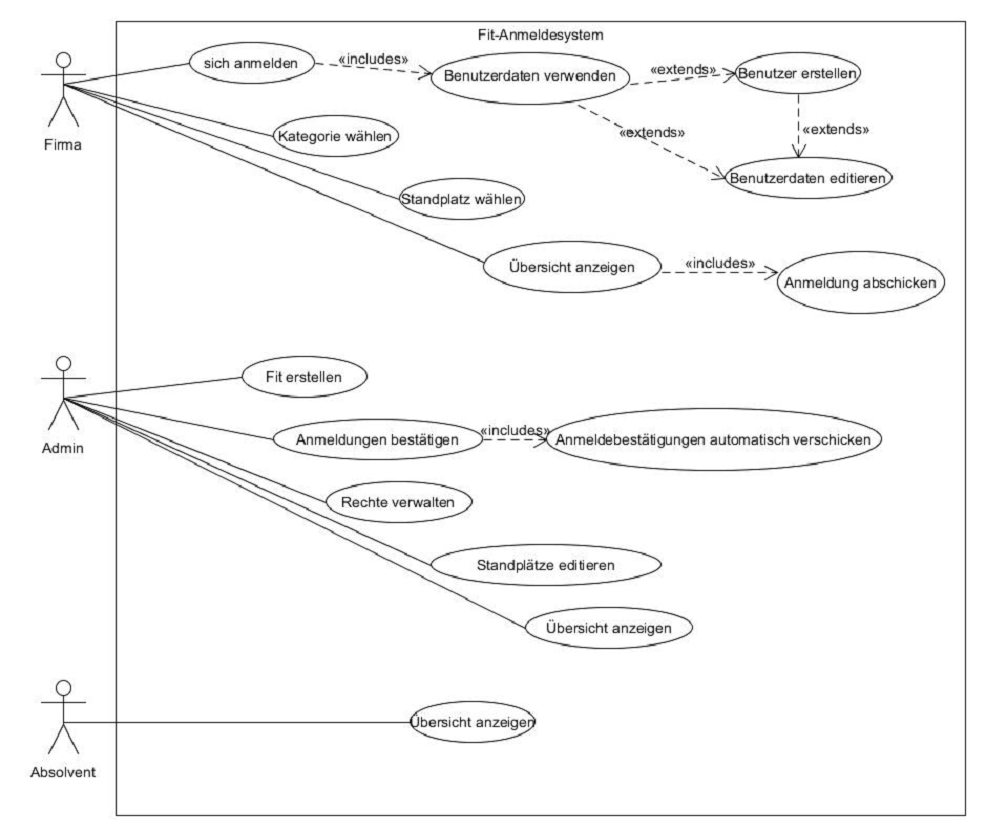 Fit-Anmeldesystem
sich anmelden
«includes»
Benutzerdaten verwenden
«extends»
Benutzer erstellen
«extends»
«extends»
Firma
Kategorie wählen
Benutzerdaten editieren
Standplatz wählen
Übersicht anzeigen
«includes»
Anmeldung abschicken
Fit erstellen
Admin
Anmeldungen bestätigen
«includes»
Anmeldebestätigungen automatisch verschicken
Rechte verwalten
Standplätze editieren
Übersicht anzeigen
Übersicht anzeigen
Absolvent